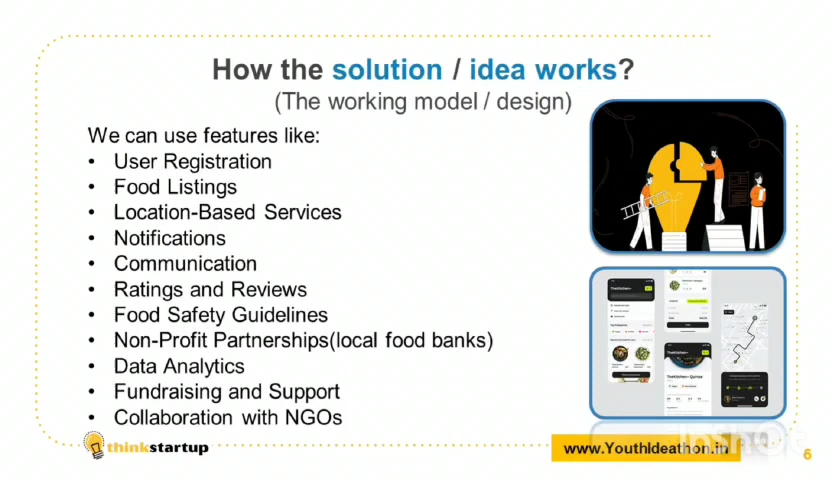 How the solution / idea works?
(The working model / design)
We can use features like:
• User Registration
• Food Listings
• Location-Based Services
• Notifications
• Communication
• Ratings and Reviews
• Food Safety Guidelines
• Non-Profit Partnerships(local food banks)
• Data Analytics
• Fundraising and Support
• Collaboration with NGOs
thinkstartup
www.YouthIdeathon.in
InShot
6